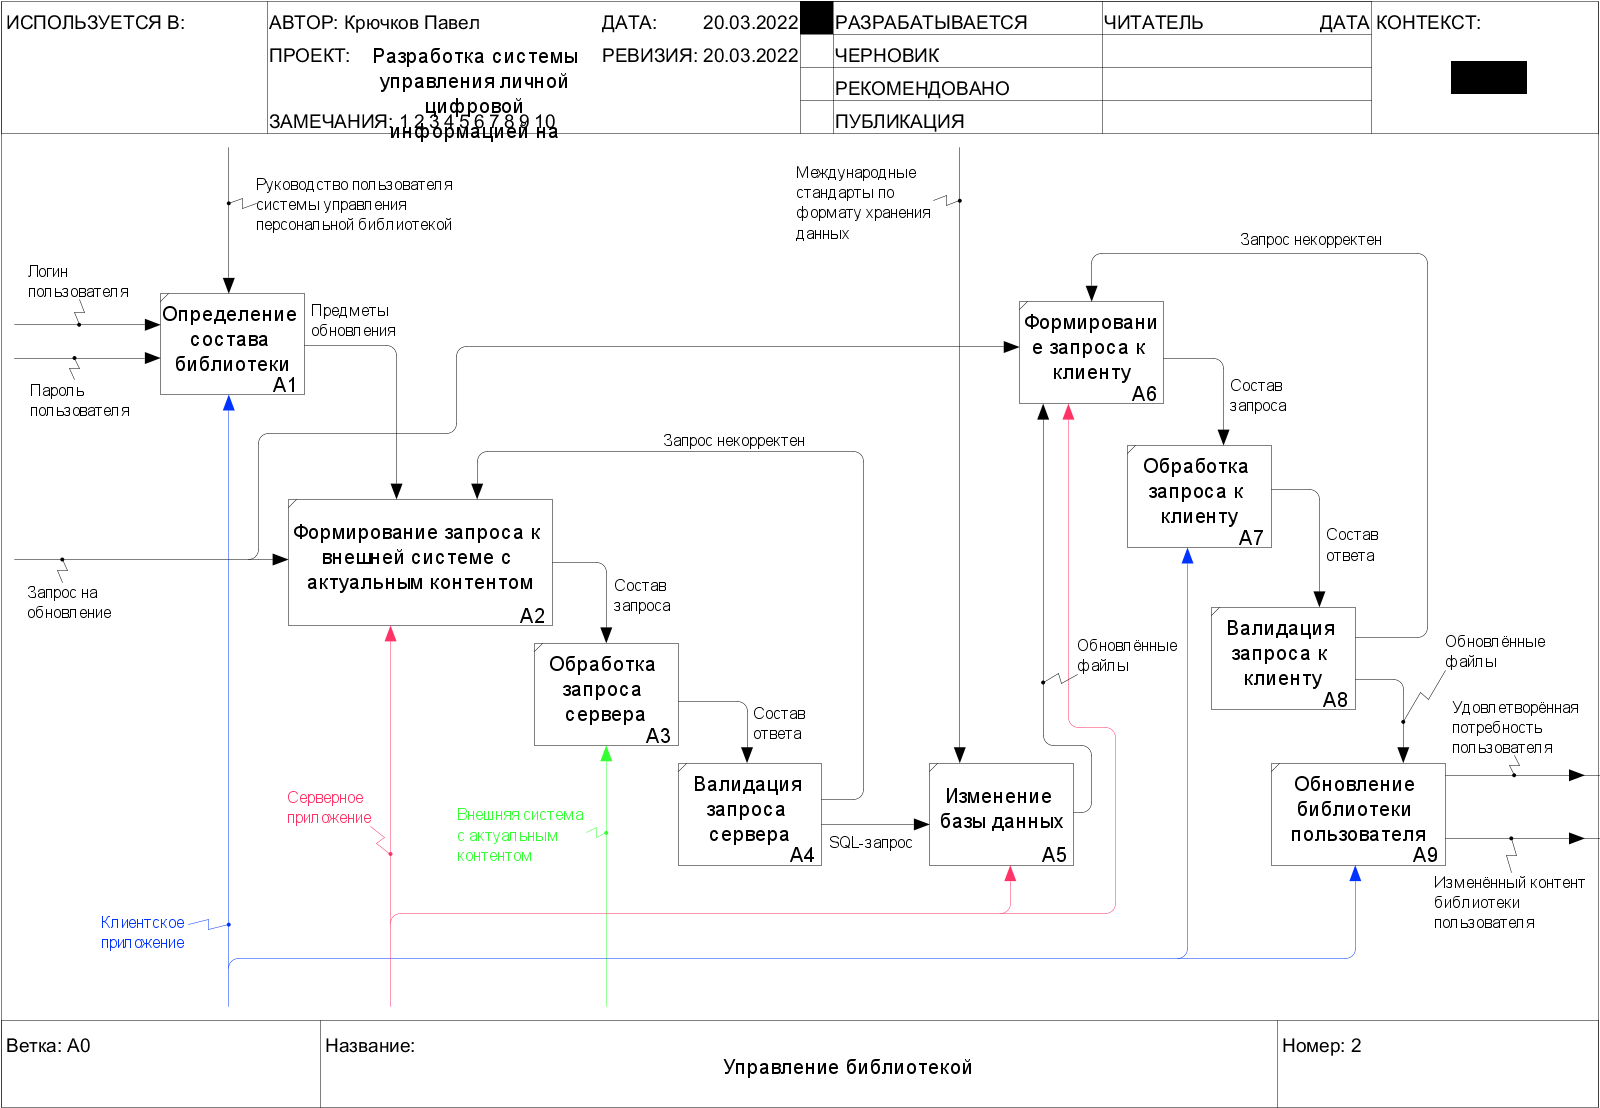 ИСПОЛЬЗУЕТСЯ В:
АВТОР: Крючков Павел
ДАТА: 20.03.2022
РАЗРАБАТЫВАЕТСЯ
ЧИТАТЕЛЬ
ДАТА
КОНТЕКСТ:
ПРОЕКТ:
Разработка системы
управления личной
цифровой
информацией на
РЕВИЗИЯ: 20.03.2022
ЧЕРНОВИК
РЕКОМЕНДОВАНО
ЗАМЕЧАНИЯ: 1 2 3 4 5 6 7 8 9 10
ПУБЛИКАЦИЯ
Руководство пользователя
системы управления
персональной библиотекой
Международные
стандарты по
формату хранения
данных
Запрос некорректен
Логин
пользователя
Определение
состава
библиотеки
A1
Предметы
обновления
Пароль
пользователя
Формировани
е запроса к
клиенту
A6
Состав
запроса
Запрос некорректен
Обработка
запроса к
клиенту
A7
Формирование запроса к
внешней системе с
актуальным контентом
A2
Состав
ответа
Запрос на
обновление
Состав
запроса
Валидация
запроса к
клиенту
A8
Обновлённые
файлы
Обновлённые
файлы
Обработка
запроса
сервера
A3
Состав
ответа
Удовлетворённая
потребность
пользователя
Валидация
запроса
сервера
A4
SQL-запрос
Изменение
базы данных
A5
Обновление
библиотеки
пользователя
A9
Серверное
приложение
Внешняя система
с актуальным
контентом
Изменённый контент
библиотеки
пользователя
Клиентское
приложение
Ветка: A0
Название:
Управление библиотекой
Номер: 2